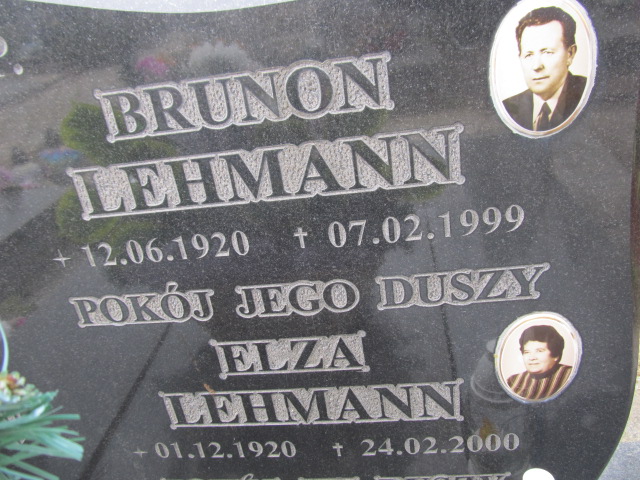 BRUNON
LEHMANN
+ 12.06.1920 † 07.02.1999
POKÓJ JEGO DUSZY
ELZA
LEHMANN
+ 01.12.1920 † 24.02.2000